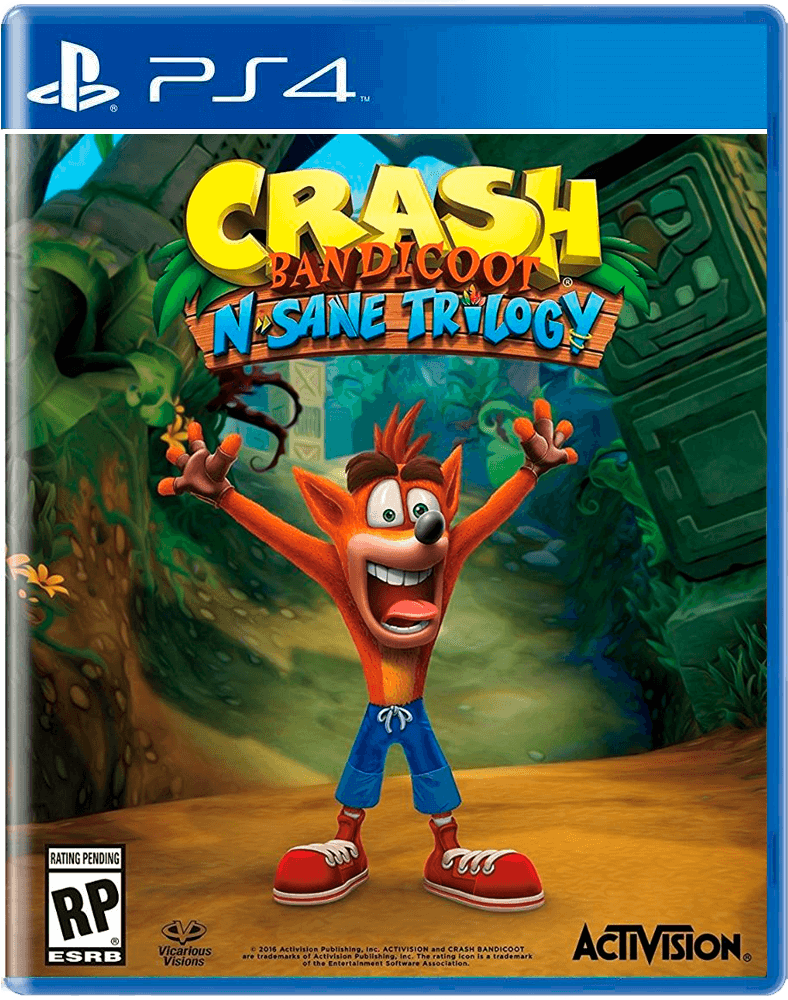 PS4™
CRASH
BANDICOOT®
N•SANE TRILOGY
RATING PENDING
RP®
ESRB
Vicarious
Visions
© 2016 Activision Publishing, Inc. ACTIVISION and CRASH BANDICOOT
are trademarks of Activision Publishing, Inc. The rating icon is a trademark
of the Entertainment Software Association.
ACTIVISION®